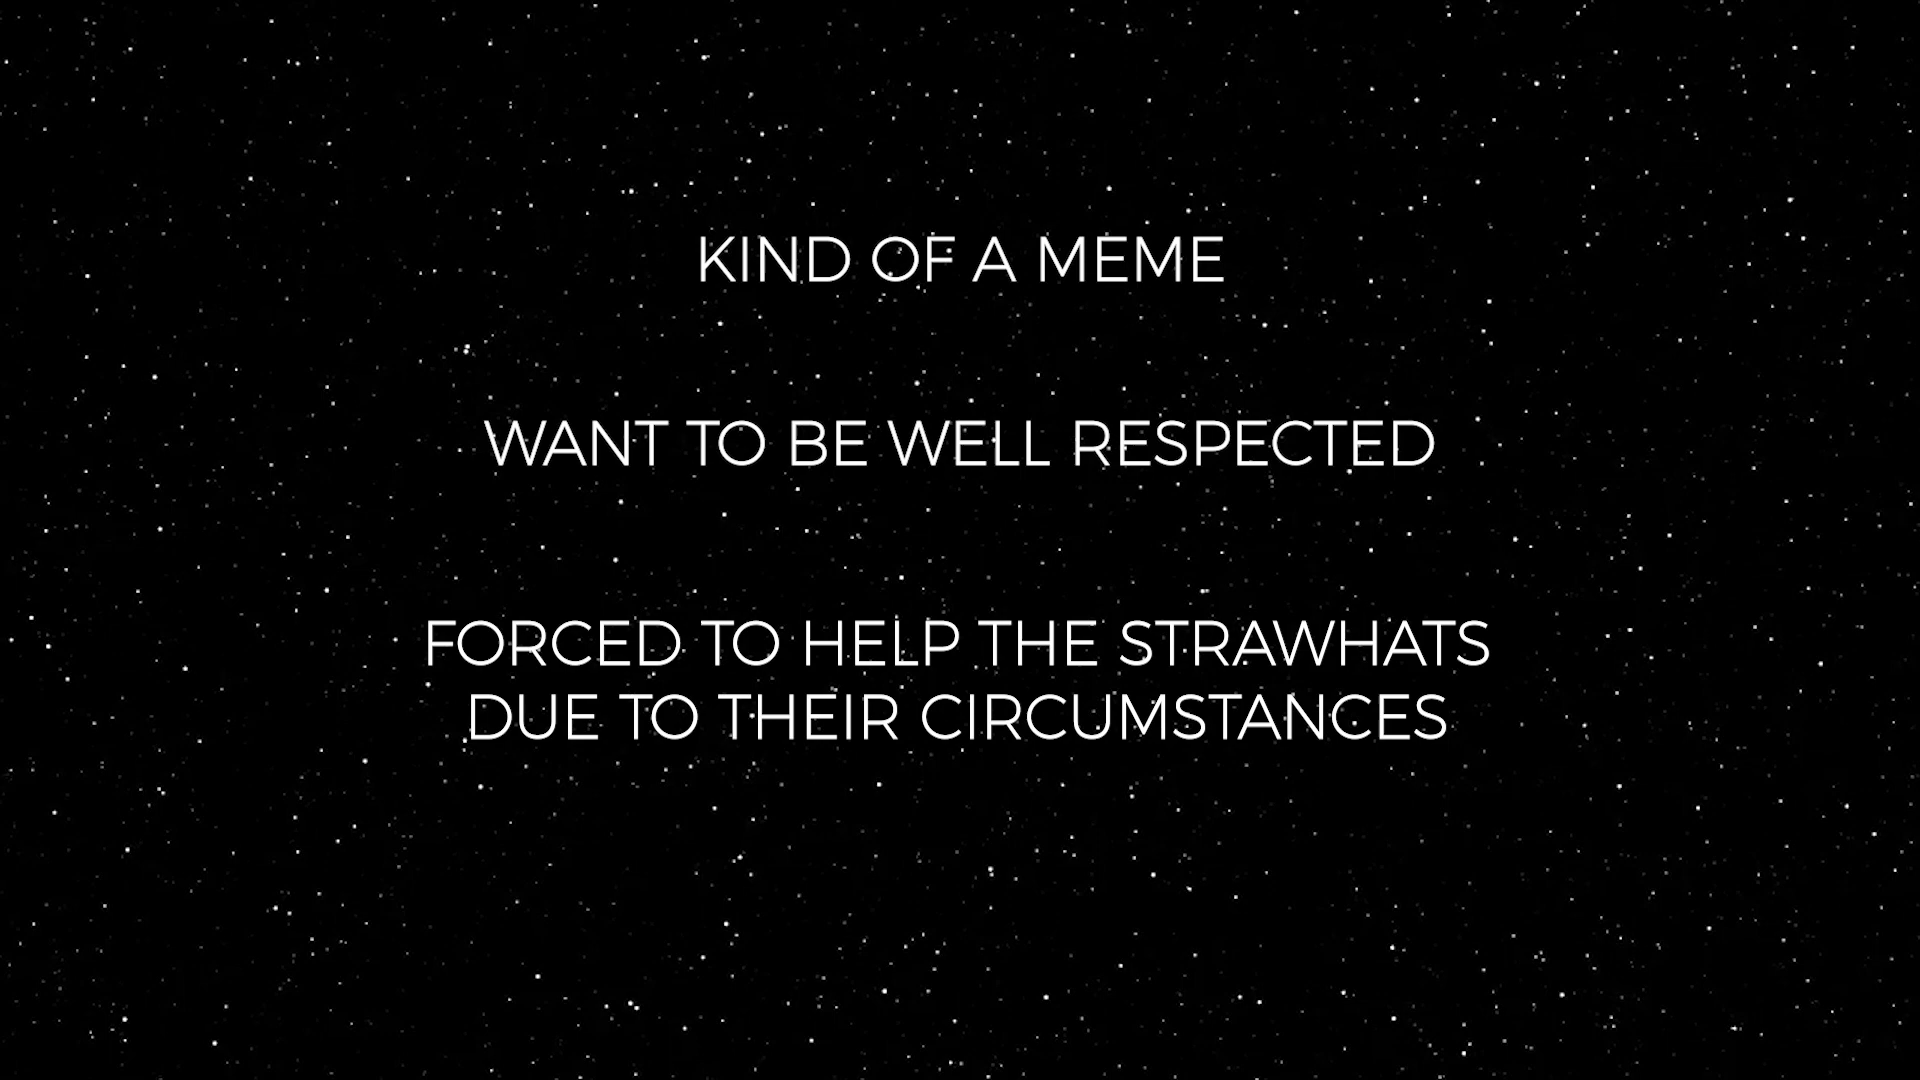 KIND OF A MEME
WANT TO BE WELL RESPECTED
FORCED TO HELP THE STRAWHATS
DUE TO THEIR CIRCUMSTANCES